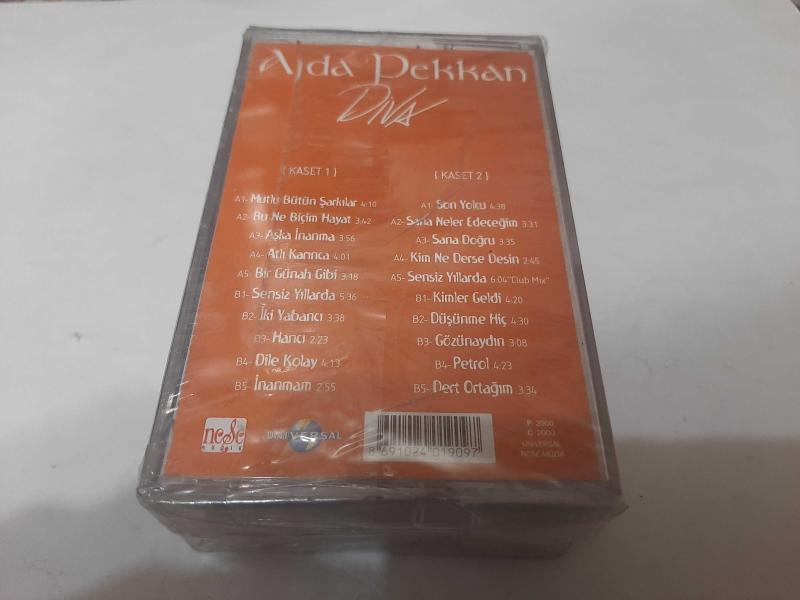 Ajda Pekkan
DİVA
[ KASET 1 ]
A1- Mutlu Bütün Şarkılar 4:10
A2- Bu Ne Biçim Hayat 3:42
A3- Aşka İnanma 3:56
A4- Atlı Karınca 4:01
A5- Bir Günah Gibi 3:18
B1- Sensiz Yıllarda 5:36
B2- İki Yabancı 3:38
B3- Hancı 2:23
B4- Dile Kolay 4:13
B5- İnanmam 2:55
[ KASET 2 ]
A1- Son Yolcu 4:38
A2- Sana Neler Edeceğim 3:31
A3- Sana Doğru 3:35
A4- Kim Ne Derse Desin 2:45
A5- Sensiz Yıllarda 6:04 "Club Mix"
B1- Kimler Geldi 4:20
B2- Düşünme Hiç 4:30
B3- Gözünaydın 3:08
B4- Petrol 4:23
B5- Dert Ortağım 3:34
neşe
MÜZİK
UNIVERSAL
8 691024 019097
P 2000
C 2000
UNIVERSAL
NEŞE MÜZİK